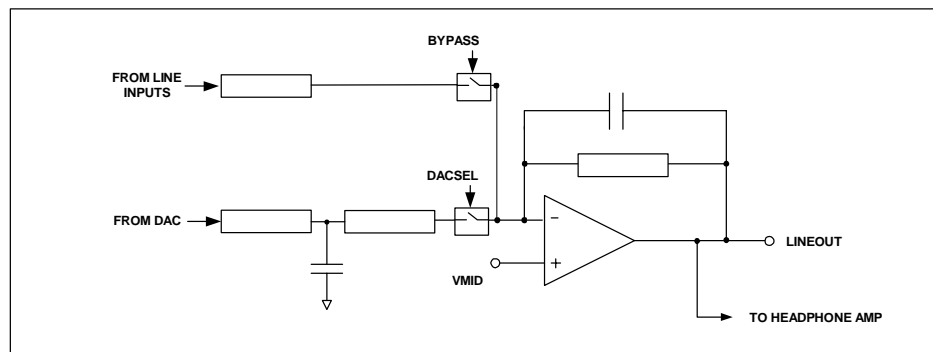 BYPASS
FROM LINE
INPUTS
DACSEL
FROM DAC
−
+
VMID
LINEOUT
TO HEADPHONE AMP